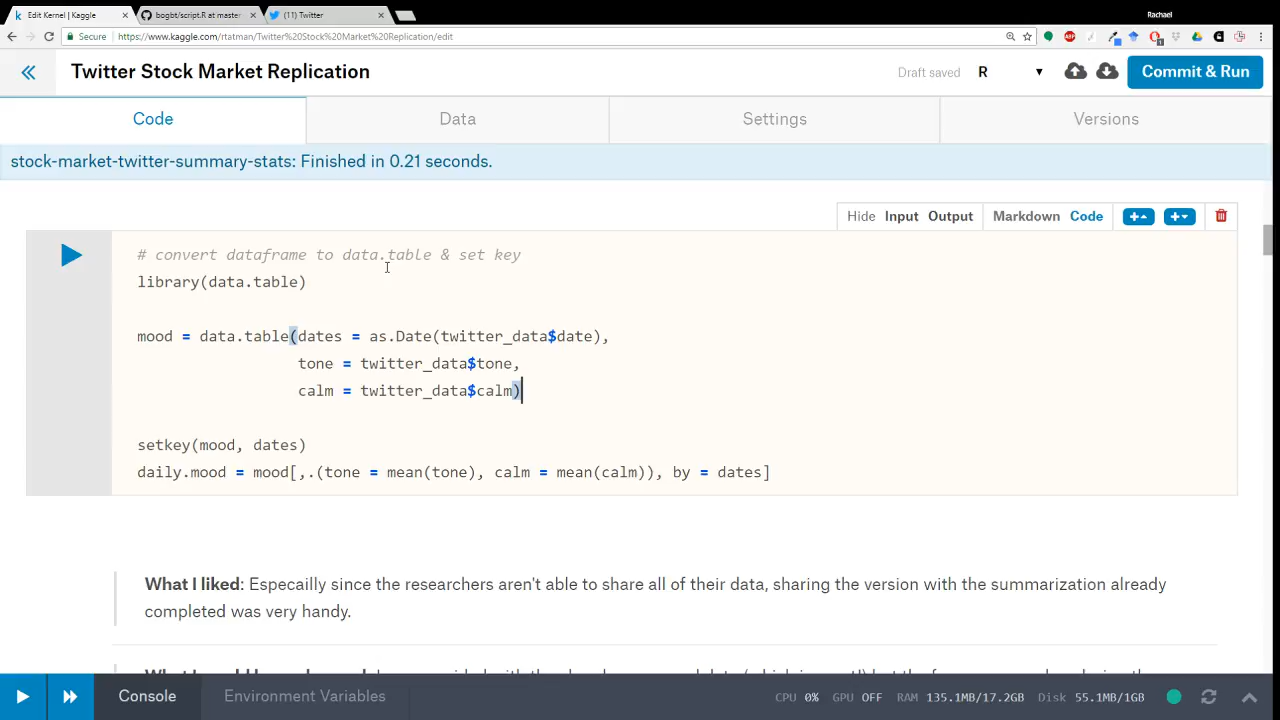 Edit Kernel | Kaggle
bogbt/script.R at master
(11) Twitter
Rachael
Secure
https://www.kaggle.com/rtatman/Twitter%20Stock%20Market%20Replication/edit
Twitter Stock Market Replication
Draft saved
R
Commit & Run
Code
Data
Settings
Versions
stock-market-twitter-summary-stats: Finished in 0.21 seconds.
Hide Input Output
Markdown Code
# convert dataframe to data.table & set key
library(data.table)
mood = data.table(dates = as.Date(twitter_data$date),
tone = twitter_data$tone,
calm = twitter_data$calm)
setkey(mood, dates)
daily.mood = mood[,.(tone = mean(tone), calm = mean(calm)), by = dates]
What I liked: Especailly since the researchers aren't able to share all of their data, sharing the version with the summarization already
completed was very handy.
Console
Environment Variables
CPU 0% GPU OFF RAM 135.1MB/17.2GB Disk 55.1MB/1GB